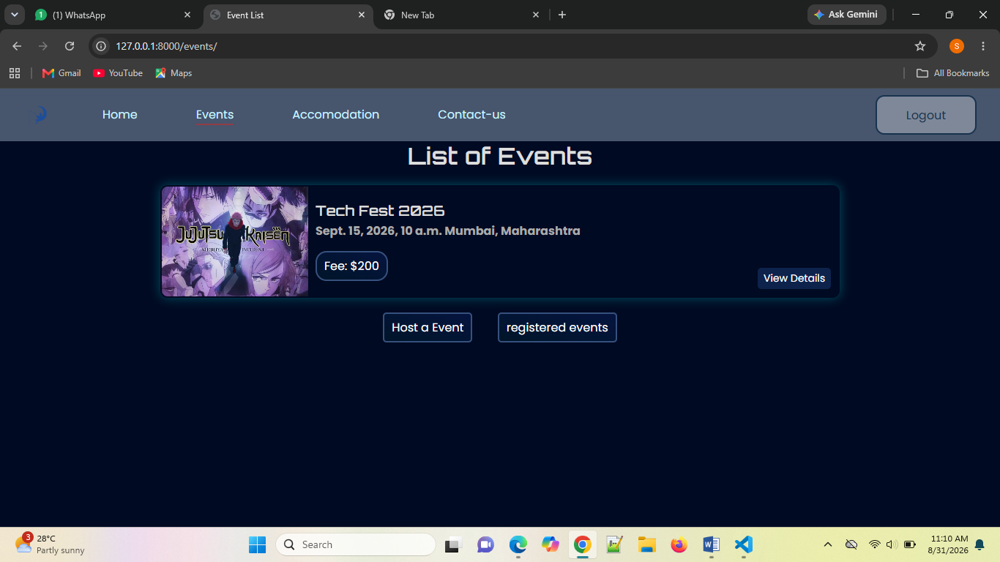 (1) WhatsApp
Event List
New Tab
Ask Gemini
127.0.0.1:8000/events/
S
Gmail
YouTube
Maps
All Bookmarks
Home
Events
Accomodation
Contact-us
Logout
List of Events
JUJUTSU KAISEN
Tech Fest 2026
Sept. 15, 2026, 10 a.m. Mumbai, Maharashtra
Fee: $200
View Details
Host a Event
registered events
3
28°C
Partly sunny
Search
11:10 AM
8/31/2026